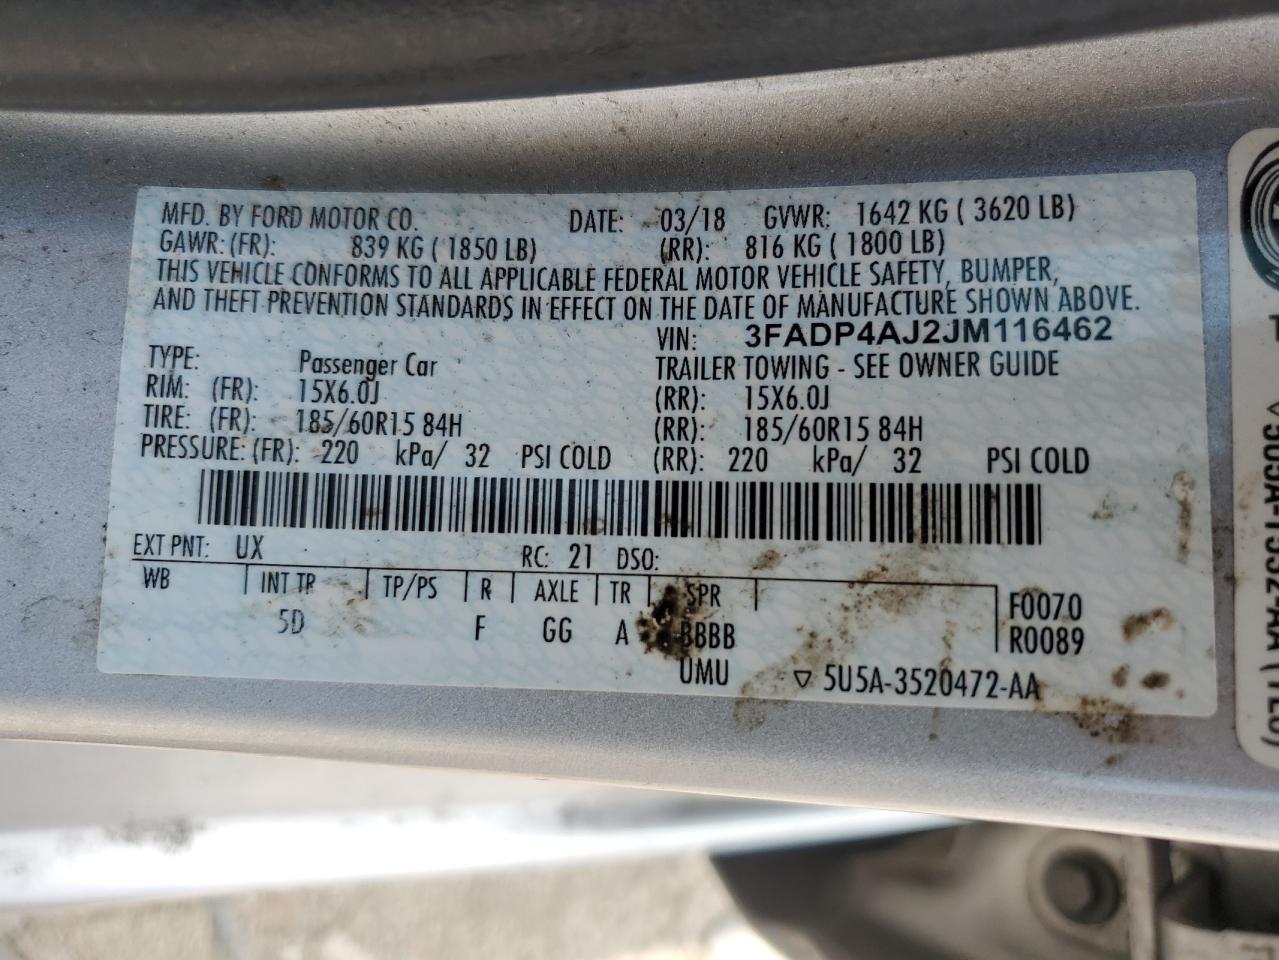 MFD. BY FORD MOTOR CO. DATE: 03/18 GVWR: 1642 KG ( 3620 LB)
GAWR: (FR): 839 KG ( 1850 LB) (RR): 816 KG ( 1800 LB)
THIS VEHICLE CONFORMS TO ALL APPLICABLE FEDERAL MOTOR VEHICLE SAFETY, BUMPER,
AND THEFT PREVENTION STANDARDS IN EFFECT ON THE DATE OF MANUFACTURE SHOWN ABOVE.
VIN: 3FADP4AJ2JM116462
TYPE: Passenger Car TRAILER TOWING - SEE OWNER GUIDE
RIM: (FR): 15X6.0J (RR): 15X6.0J
TIRE: (FR): 185/60R15 84H (RR): 185/60R15 84H
PRESSURE: (FR): 220 kPa/ 32 PSI COLD (RR): 220 kPa/ 32 PSI COLD
EXT PNT: UX RC: 21 DSO:
WB INT TR TP/PS R AXLE TR SPR F0070
5D F GG A BBBB R0089
UMU ▽ 5U5A-3520472-AA